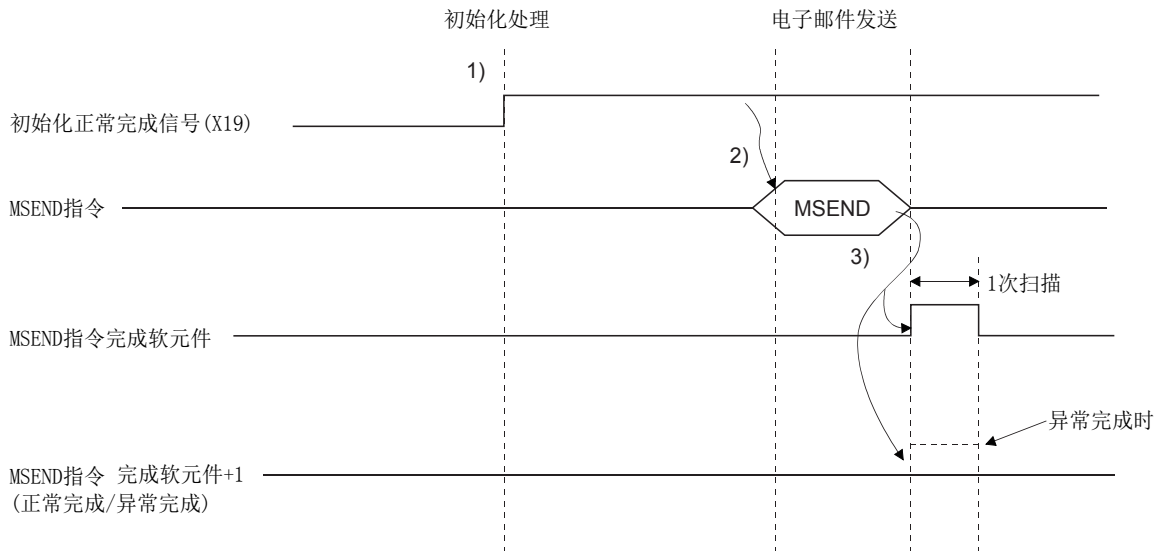 初始化处理
电子邮件发送
1)
初始化正常完成信号(X19)
2)
MSEND指令
MSEND
3)
1次扫描
MSEND指令完成软元件
异常完成时
MSEND指令 完成软元件+1
(正常完成/异常完成)